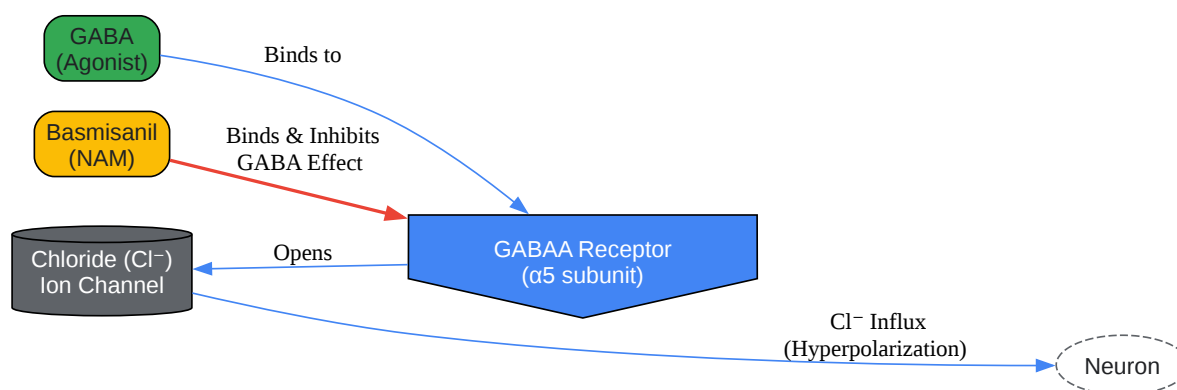 GABA
(Agonist)
Binds to
Basmisanil
(NAM)
Binds & Inhibits
GABA Effect
GABAA Receptor
(α5 subunit)
Opens
Chloride (Cl⁻)
Ion Channel
Cl⁻ Influx
(Hyperpolarization)
Neuron